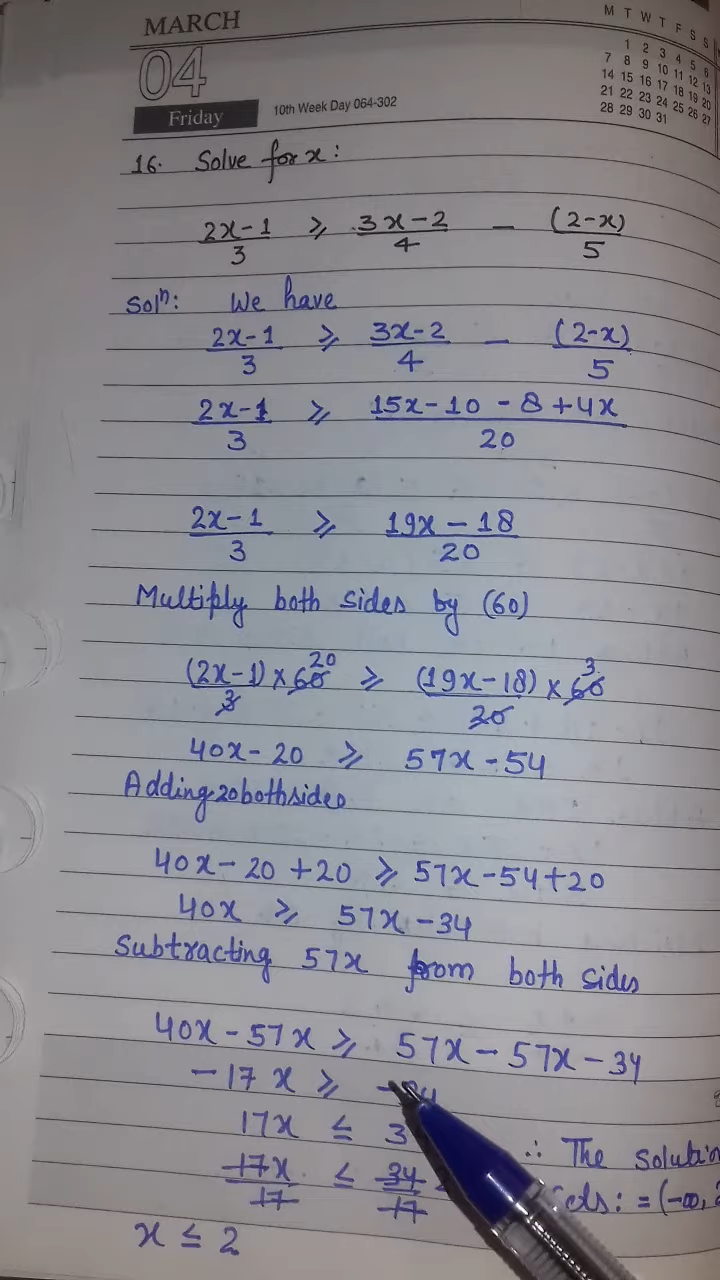 MARCH
04
Friday
10th Week Day 064-302
M T W T F S S
1 2 3 4 5 6
7 8 9 10 11 12 13
14 15 16 17 18 19 20
21 22 23 24 25 26 27
28 29 30 31
16. Solve for x:
(2x-1)/3 ≥ (3x-2)/4 - (2-x)/5
Solⁿ: We have
(2x-1)/3 ≥ (3x-2)/4 - (2-x)/5
(2x-1)/3 ≥ (15x-10-8+4x)/20
(2x-1)/3 ≥ (19x-18)/20
Multiply both sides by (60)
(2x-1)/3 × 60 20 ≥ (19x-18)/20 × 60 3
40x-20 ≥ 57x-54
Adding 20 both sides
40x-20+20 ≥ 57x-54+20
40x ≥ 57x-34
Subtracting 57x from both sides
40x-57x ≥ 57x-57x-34
-17x ≥
17x ≤ 3
17x/17 ≤ 34/17
x ≤ 2
∴ The
= (-∞,